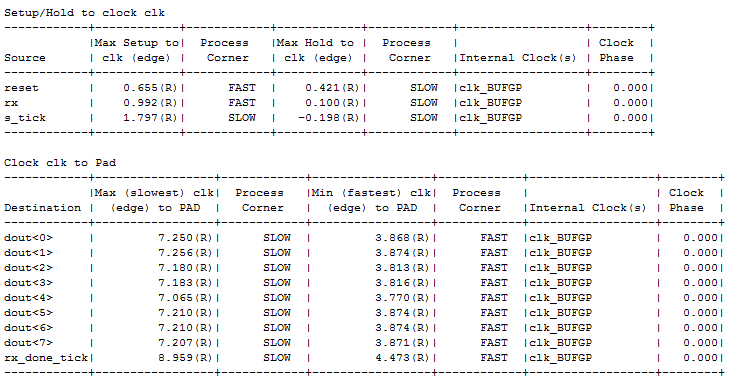 Setup/Hold to clock clk
------------+------------+------------+------------+------------+------------------+--------+
            |Max Setup to|  Process   |Max Hold to |  Process   |                  | Clock  |
Source      | clk (edge) |   Corner   | clk (edge) |   Corner   |Internal Clock(s) | Phase  |
------------+------------+------------+------------+------------+------------------+--------+
reset       |    0.655(R)|      FAST  |    0.421(R)|      SLOW  |clk_BUFGP         |   0.000|
rx          |    0.992(R)|      FAST  |    0.100(R)|      SLOW  |clk_BUFGP         |   0.000|
s_tick      |    1.797(R)|      SLOW  |   -0.198(R)|      SLOW  |clk_BUFGP         |   0.000|
------------+------------+------------+------------+------------+------------------+--------+
Clock clk to Pad
------------+-----------------+------------+-----------------+------------+------------------+--------+
            |Max (slowest) clk|  Process   |Min (fastest) clk|  Process   |                  | Clock  |
Destination |  (edge) to PAD  |   Corner   |  (edge) to PAD  |   Corner   |Internal Clock(s) | Phase  |
------------+-----------------+------------+-----------------+------------+------------------+--------+
dout<0>     |         7.250(R)|      SLOW  |         3.868(R)|      FAST  |clk_BUFGP         |   0.000|
dout<1>     |         7.256(R)|      SLOW  |         3.874(R)|      FAST  |clk_BUFGP         |   0.000|
dout<2>     |         7.180(R)|      SLOW  |         3.813(R)|      FAST  |clk_BUFGP         |   0.000|
dout<3>     |         7.183(R)|      SLOW  |         3.816(R)|      FAST  |clk_BUFGP         |   0.000|
dout<4>     |         7.065(R)|      SLOW  |         3.770(R)|      FAST  |clk_BUFGP         |   0.000|
dout<5>     |         7.210(R)|      SLOW  |         3.874(R)|      FAST  |clk_BUFGP         |   0.000|
dout<6>     |         7.210(R)|      SLOW  |         3.874(R)|      FAST  |clk_BUFGP         |   0.000|
dout<7>     |         7.207(R)|      SLOW  |         3.871(R)|      FAST  |clk_BUFGP         |   0.000|
rx_done_tick|         8.959(R)|      SLOW  |         4.473(R)|      FAST  |clk_BUFGP         |   0.000|
------------+-----------------+------------+-----------------+------------+------------------+--------+